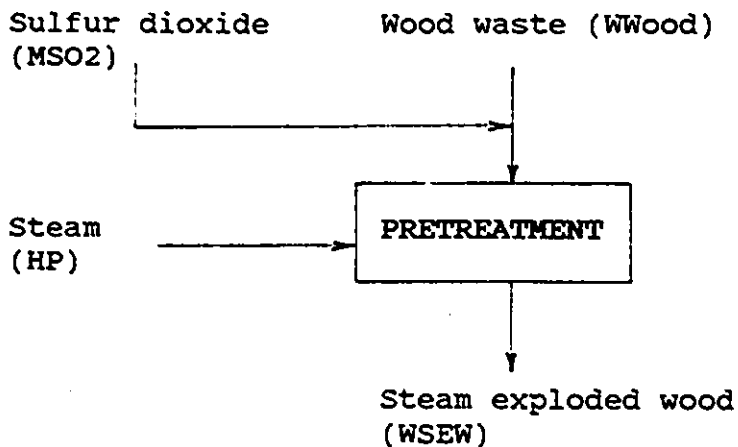 Sulfur dioxide
(MSO2)
Wood waste (WWood)
Steam
(HP)
PRETREATMENT
Steam exploded wood
(WSEW)